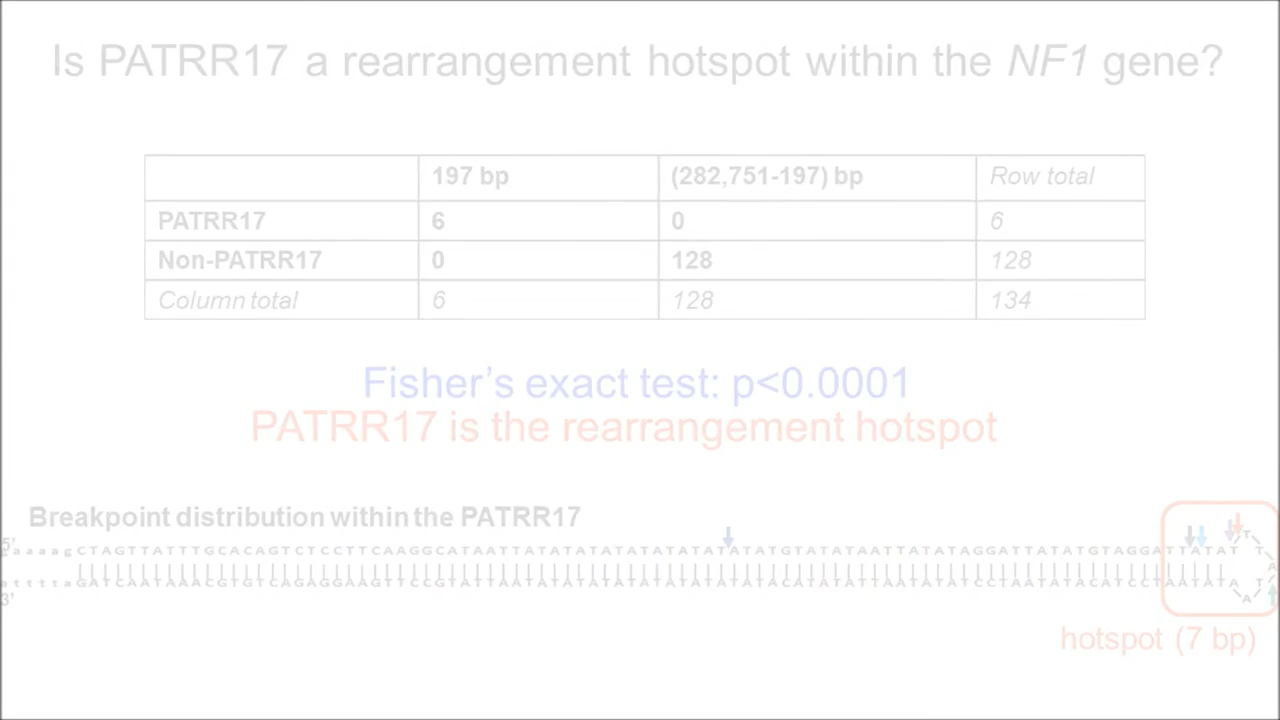 Is PATRR17 a rearrangement hotspot within the NF1 gene?
197 bp (282,751-197) bp Row total
PATRR17 6 0 6
Non-PATRR17 0 128 128
Column total 6 128 134
Fisher's exact test: p<0.0001
PATRR17 is the rearrangement hotspot
Breakpoint distribution within the PATRR17
5'
3'
hotspot (7 bp)